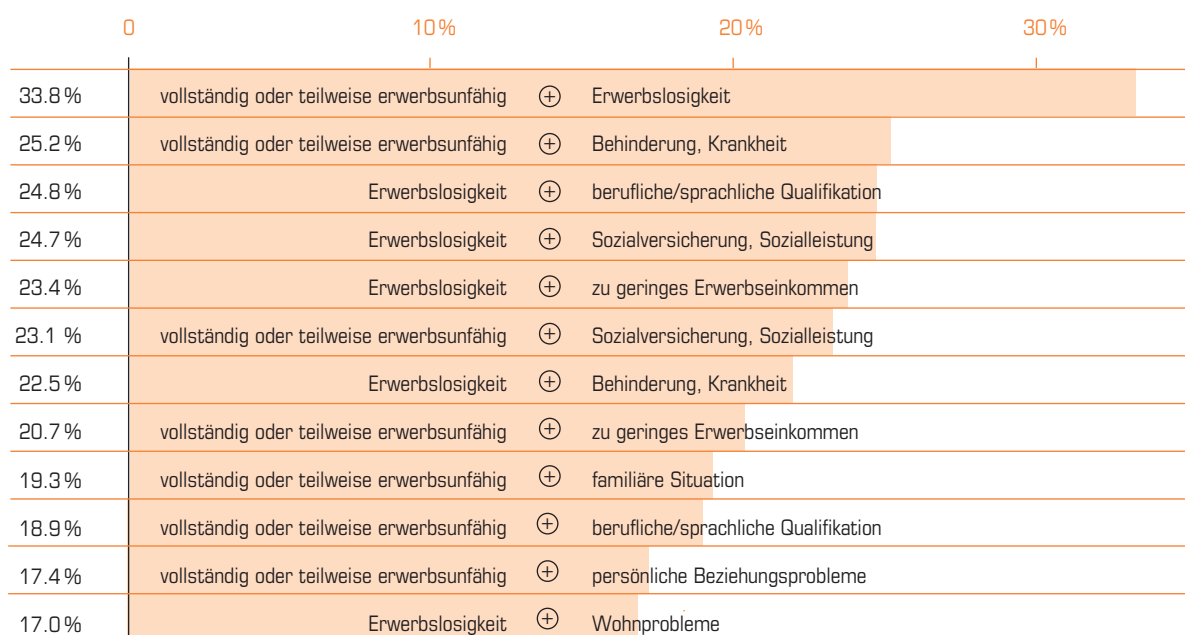 0 10% 20% 30%
33.8% vollständig oder teilweise erwerbsunfähig + Erwerbslosigkeit
25.2% vollständig oder teilweise erwerbsunfähig + Behinderung, Krankheit
24.8% Erwerbslosigkeit + berufliche/sprachliche Qualifikation
24.7% Erwerbslosigkeit + Sozialversicherung, Sozialleistung
23.4% Erwerbslosigkeit + zu geringes Erwerbseinkommen
23.1 % vollständig oder teilweise erwerbsunfähig + Sozialversicherung, Sozialleistung
22.5% Erwerbslosigkeit + Behinderung, Krankheit
20.7% vollständig oder teilweise erwerbsunfähig + zu geringes Erwerbseinkommen
19.3% vollständig oder teilweise erwerbsunfähig + familiäre Situation
18.9% vollständig oder teilweise erwerbsunfähig + berufliche/sprachliche Qualifikation
17.4% vollständig oder teilweise erwerbsunfähig + persönliche Beziehungsprobleme
17.0% Erwerbslosigkeit + Wohnprobleme